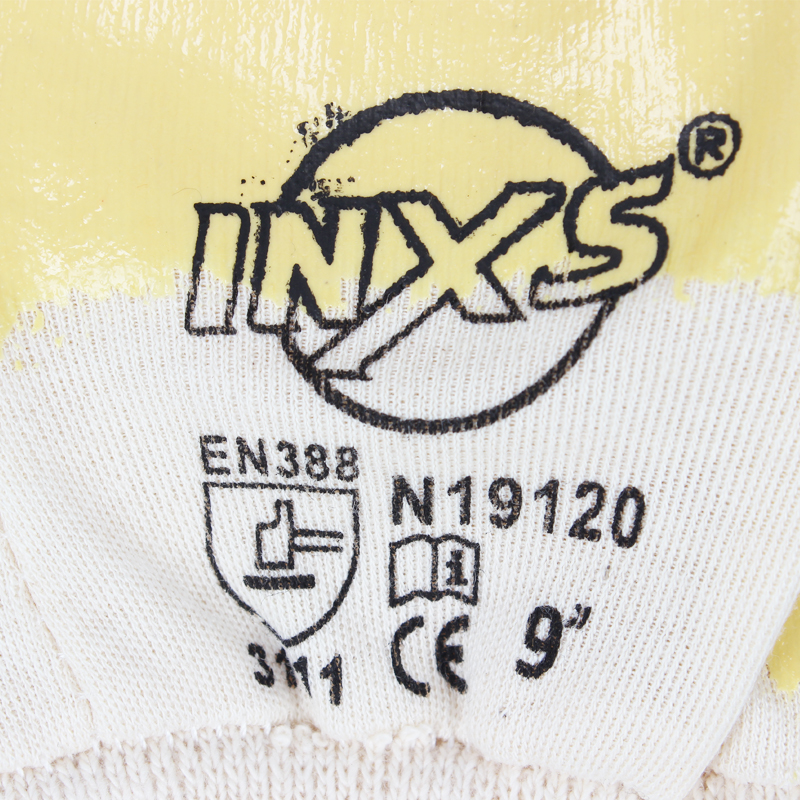 INXS®
EN388
N19120
i
CE 9"
3111